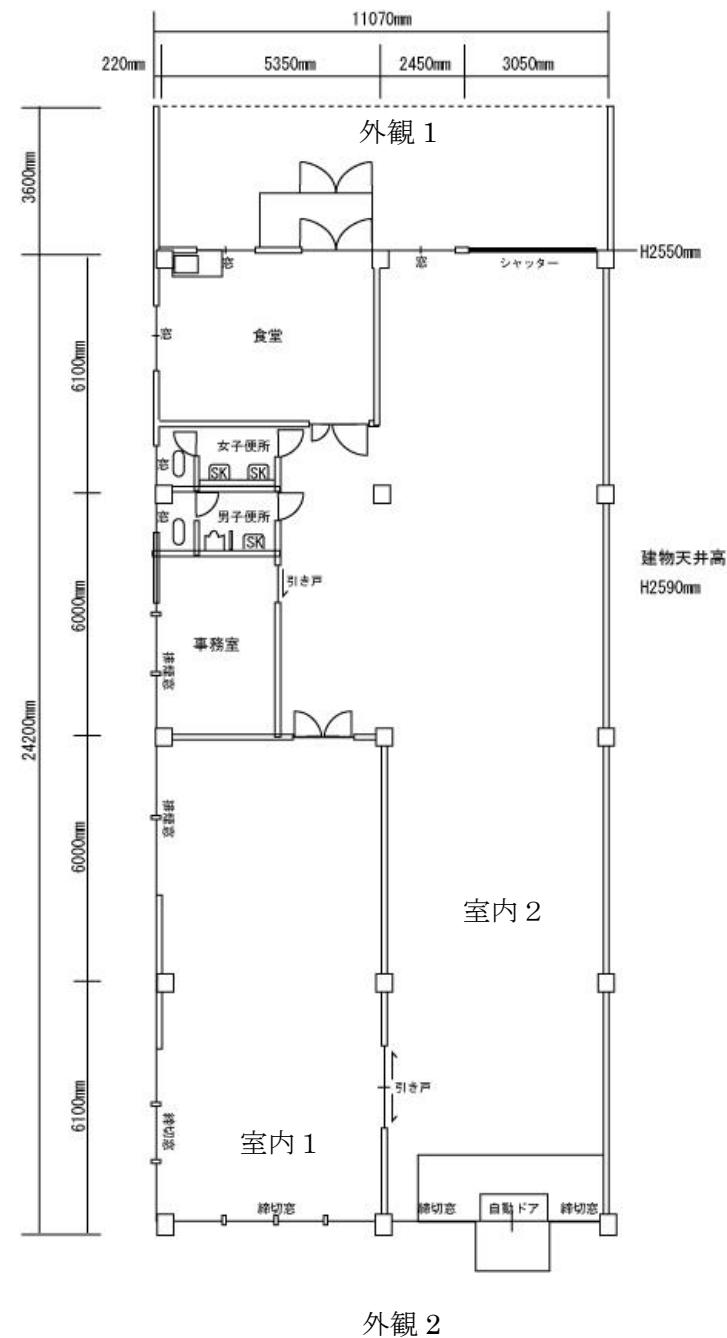 11070mm
220mm
5350mm
2450mm
3050mm
外観 1
3600mm
H2550mm
窓
窓
シャッター
窓
食堂
6100mm
女子便所
窓
SK
SK
男子便所
窓
SK
建物天井高
H2590mm
引き戸
6000mm
事務室
掃輩窓
24200mm
掃輩窓
6000mm
室内 2
引き戸
6100mm
締切窓
室内 1
締切窓
締切窓
自動ドア
締切窓
外観 2